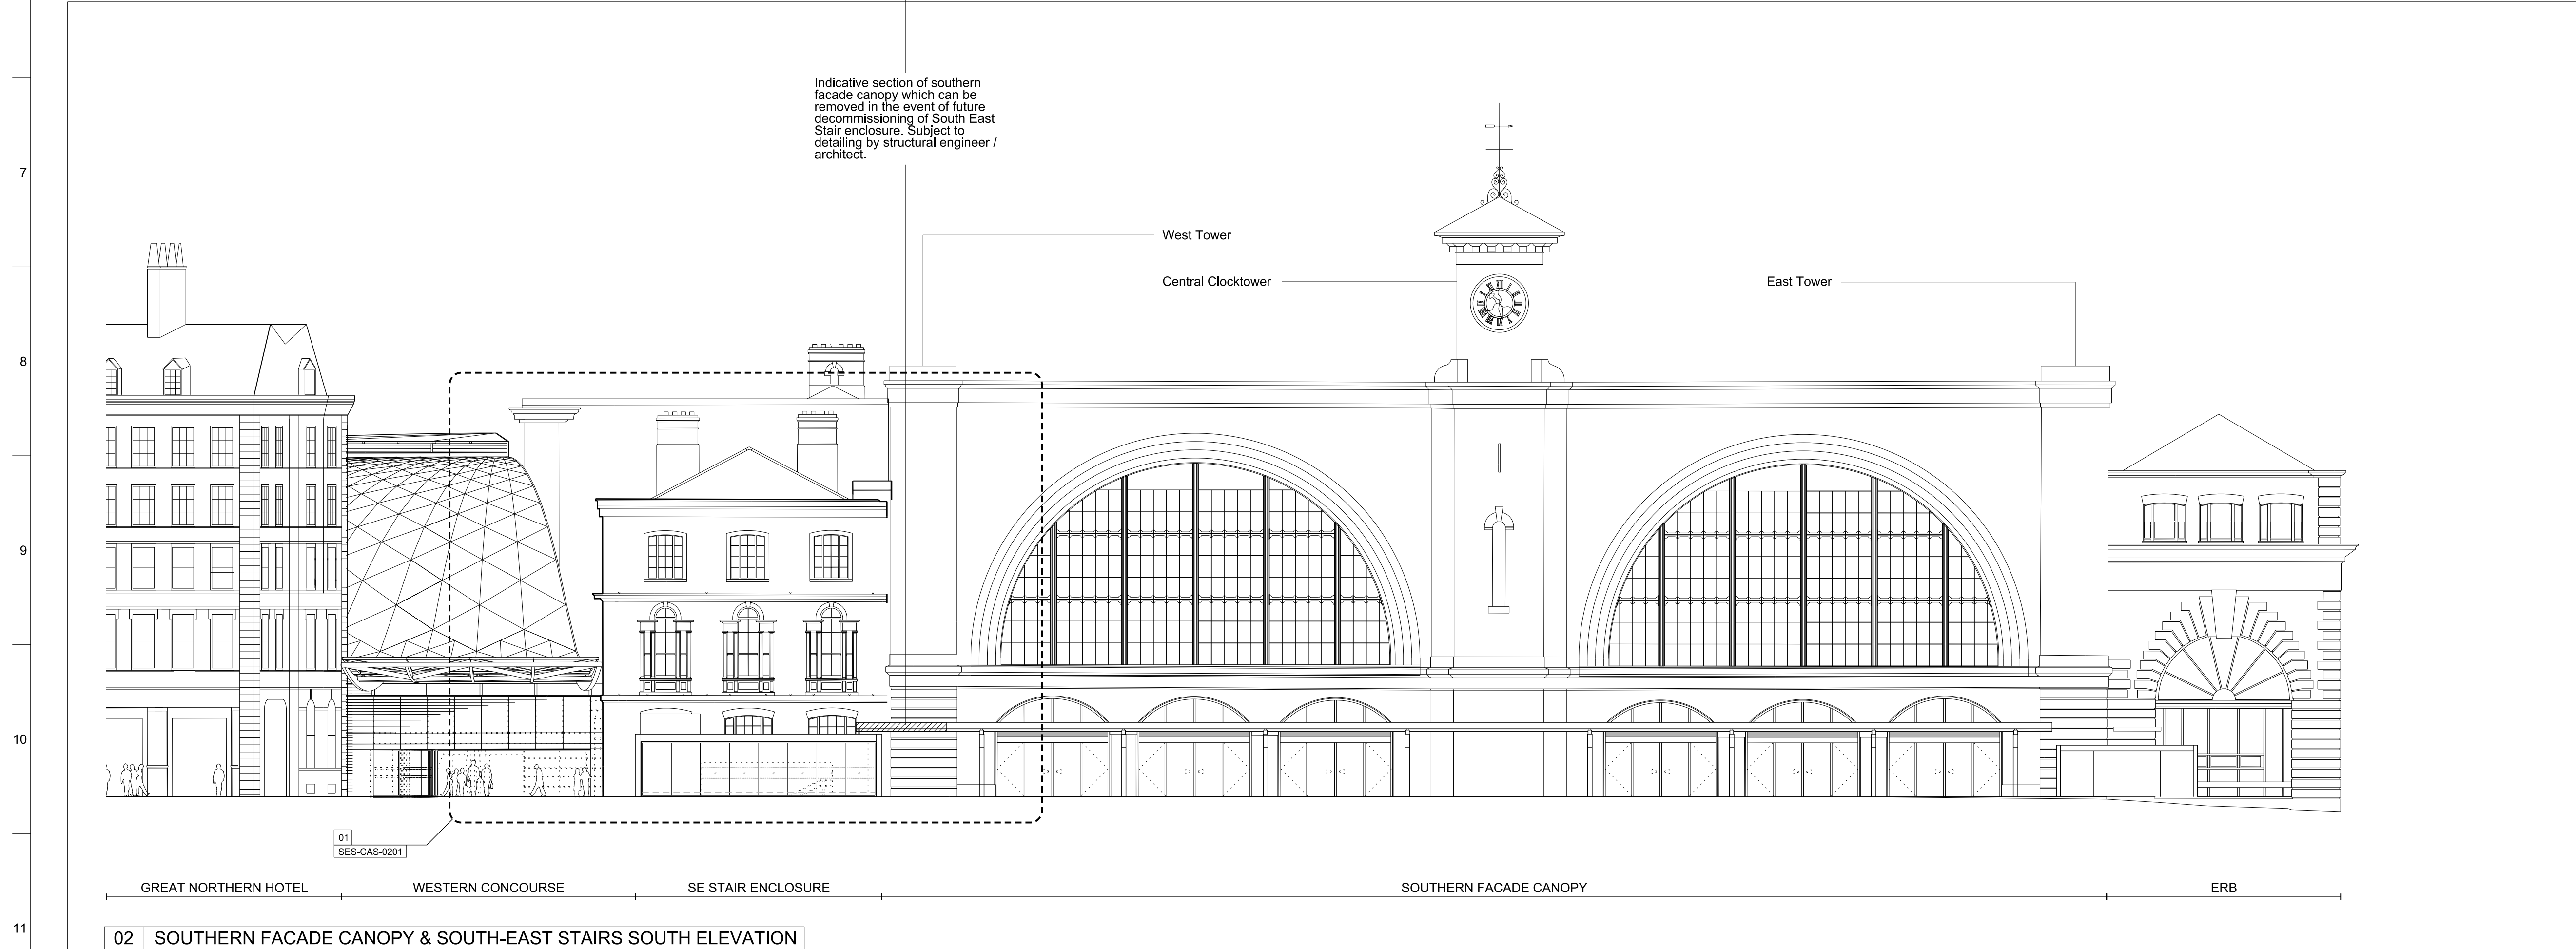 Indicative section of southern
facade canopy which can be
removed in the event of future
decommissioning of South East
Stair enclosure. Subject to
detailing by structural engineer /
architect.
7
West Tower
Central Clocktower
East Tower
8
9
10
01
SES-CAS-0201
GREAT NORTHERN HOTEL
WESTERN CONCOURSE
SE STAIR ENCLOSURE
SOUTHERN FACADE CANOPY
ERB
11
02 SOUTHERN FACADE CANOPY & SOUTH-EAST STAIRS SOUTH ELEVATION